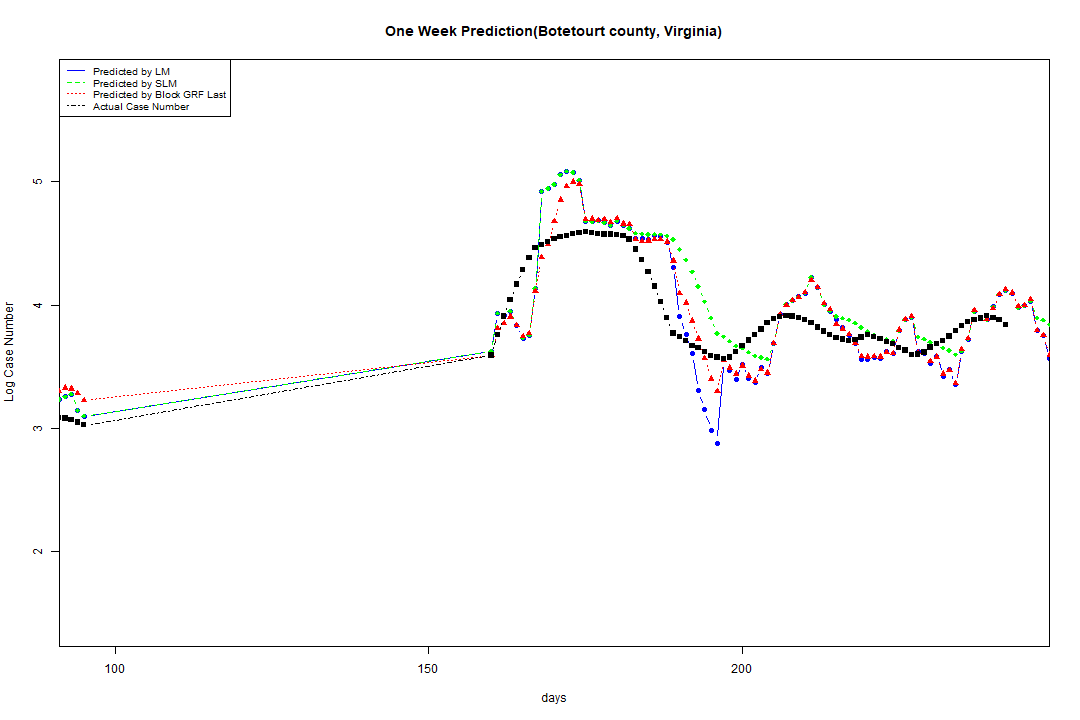 One Week Prediction(Botetourt county, Virginia)
Predicted by LM
Predicted by SLM
Predicted by Block GRF Last
Actual Case Number
5
4
3
2
Log Case Number
100 150 200
days